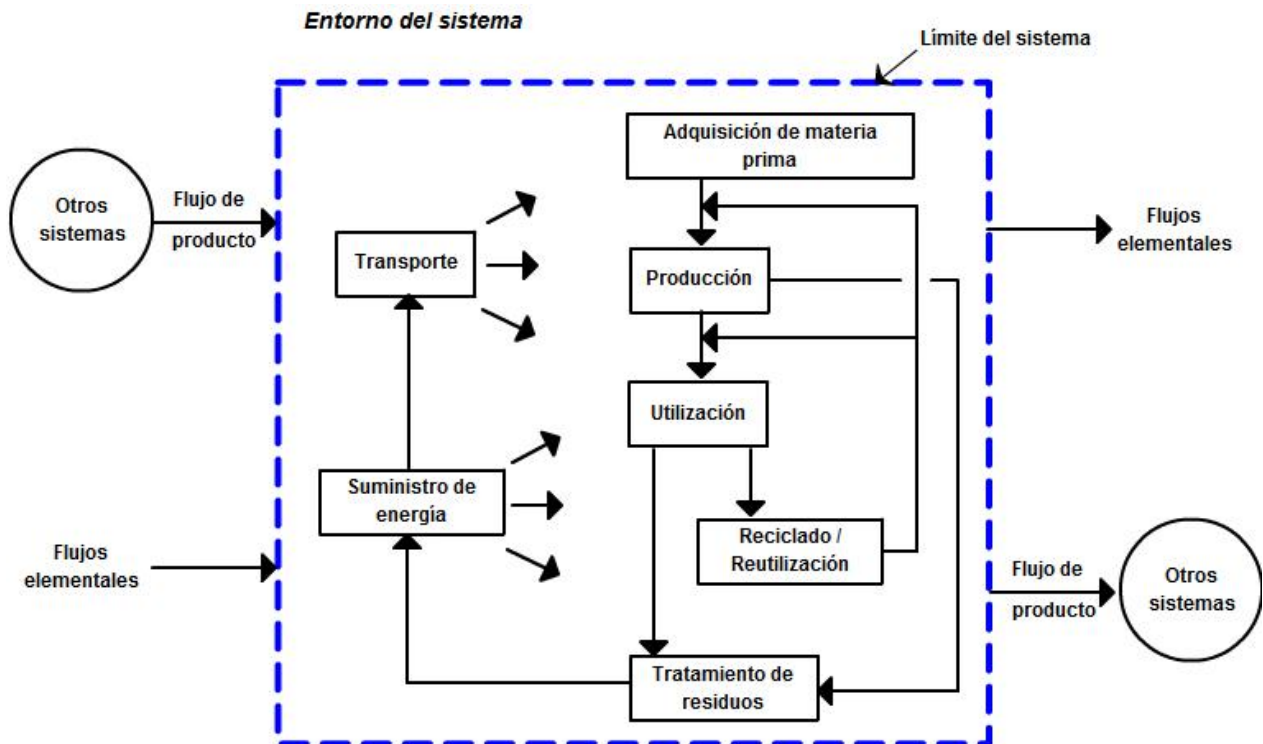 Entorno del sistema
Límite del sistema
Adquisición de materia
prima
Otros
sistemas
Flujo de
producto
Transporte
Producción
Flujos
elementales
Utilización
Suministro de
energía
Reciclado /
Reutilización
Flujos
elementales
Flujo de
producto
Otros
sistemas
Tratamiento de
residuos